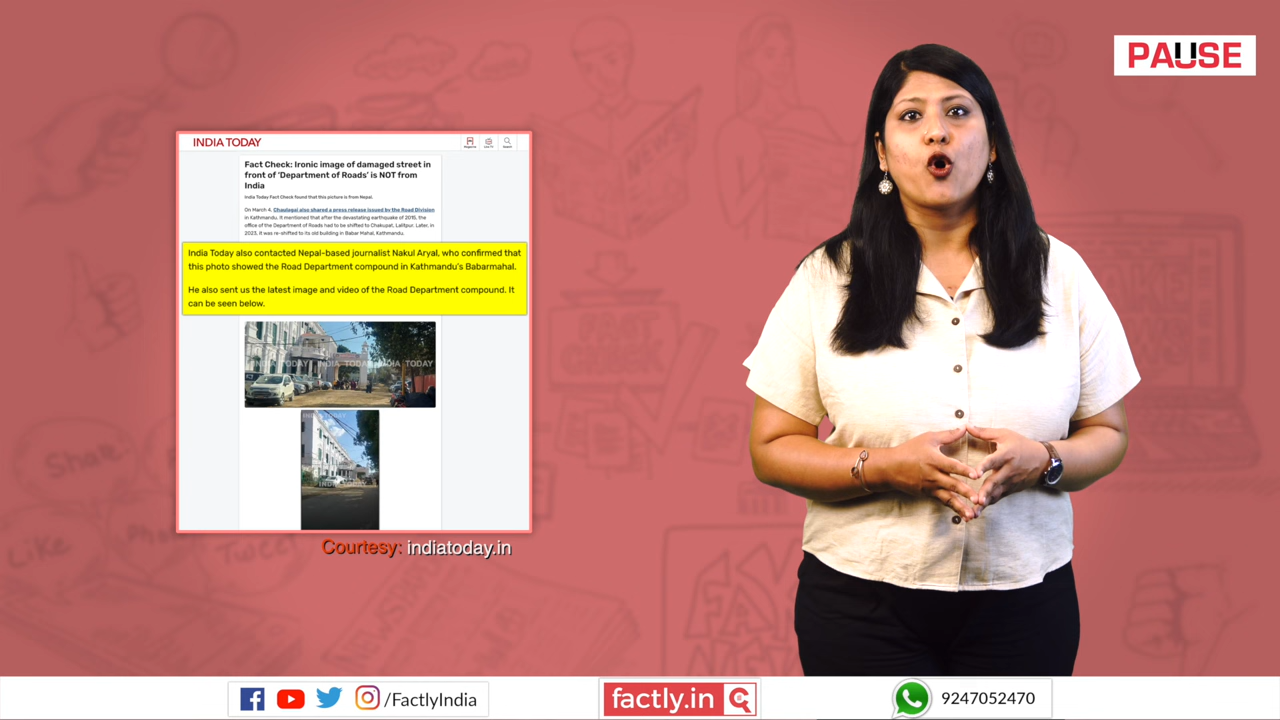 PAUSE
INDIA TODAY
Fact Check: Ironic image of damaged street in
front of 'Department of Roads' is NOT from
India
India Today Fact Check found that this picture is from Nepal.
On March 4, Chaulagai also shared a press release issued by the Road Division
in Kathmandu. It mentioned that after the devastating earthquake of 2015, the
office of the Department of Roads had to be shifted to Chakupat, Lalitpur. Later, in
2023, it was re-shifted to its old building in Babar Mahal, Kathmandu.
India Today also contacted Nepal-based journalist Nakul Aryal, who confirmed that
this photo showed the Road Department compound in Kathmandu's Babarmahal.
He also sent us the latest image and video of the Road Department compound. It
can be seen below.
INDIA TODAY INDIA TODAY
INDIA TODAY
Courtesy: indiatoday.in
Share
Like
Tweet
FACT
CHECK
/FactlyIndia
factly.in
9247052470